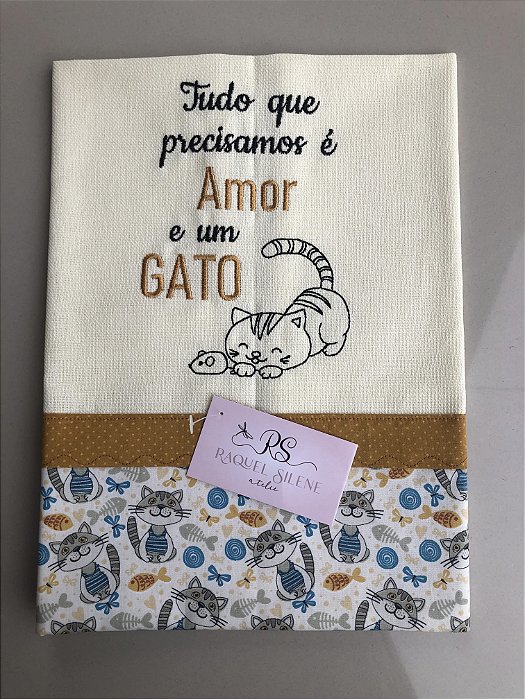 Tudo que
precisamos é
Amor
e um
GATO
RS
RAQUEL SILENE
ateliê